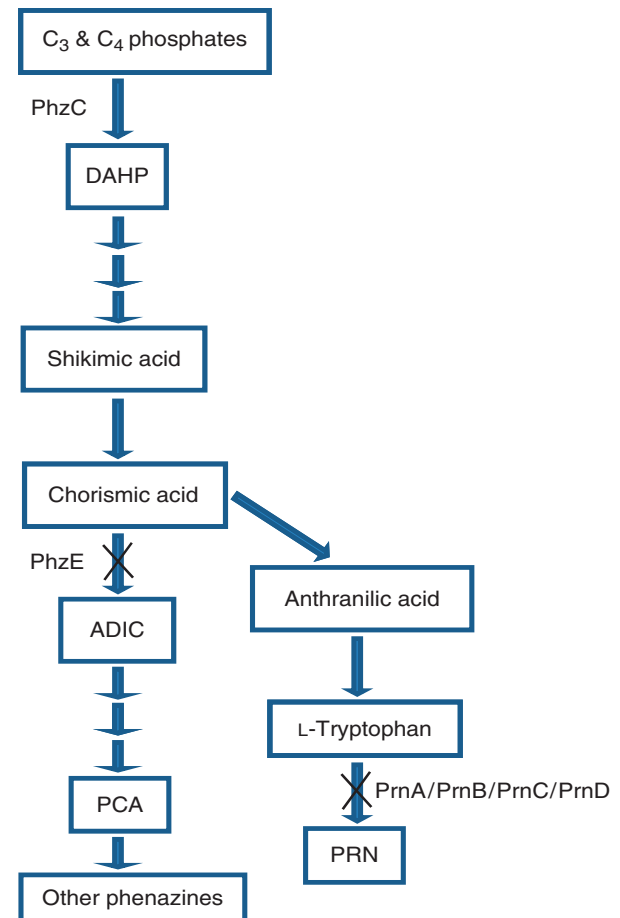 C₃ & C₄ phosphates
PhzC
DAHP
Shikimic acid
Chorismic acid
PhzE
Anthranilic acid
ADIC
L-Tryptophan
PrnA/PrnB/PrnC/PrnD
PCA
PRN
Other phenazines